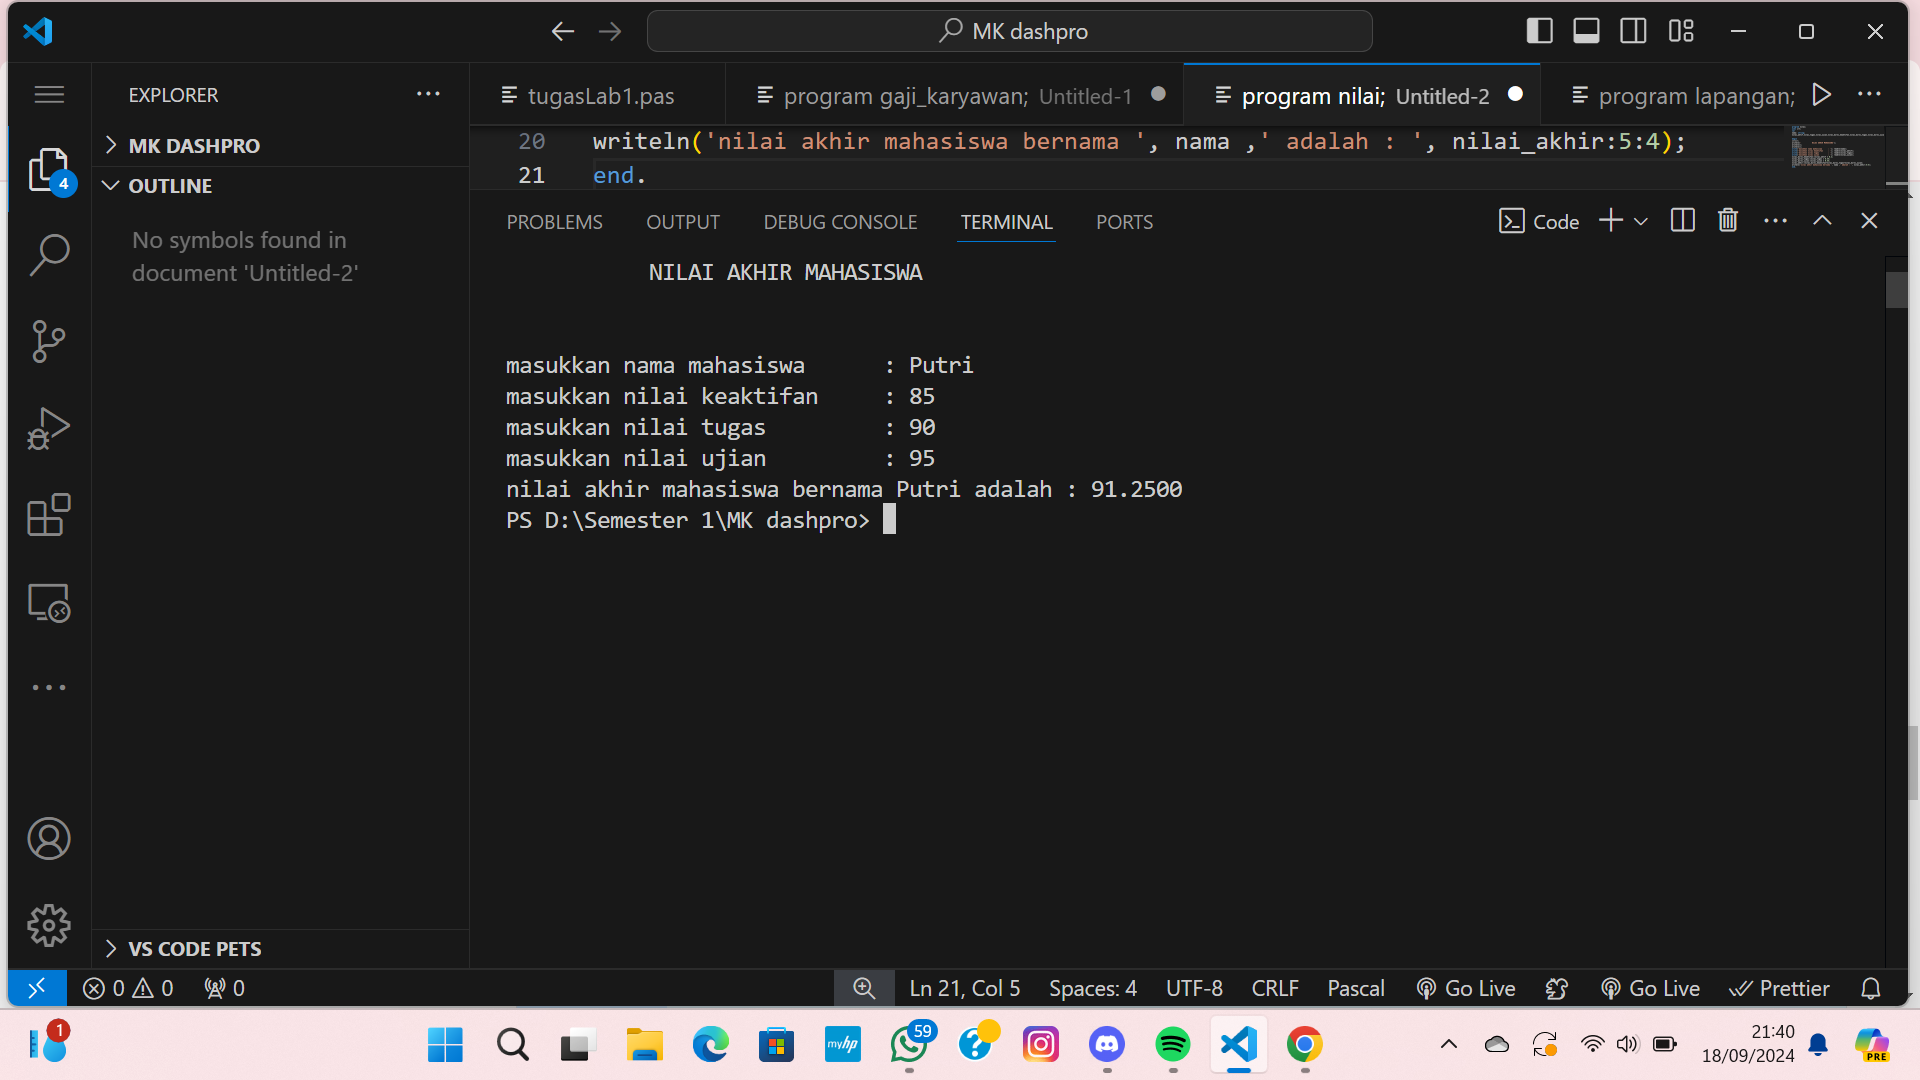 MK dashpro
EXPLORER
MK DASHPRO
OUTLINE
No symbols found in
document 'Untitled-2'
VS CODE PETS
4
tugasLab1.pas
program gaji_karyawan; Untitled-1
program nilai; Untitled-2
program lapangan;
20 writeln('nilai akhir mahasiswa bernama ', nama ,' adalah : ', nilai_akhir:5:4);
21 end.
PROBLEMS OUTPUT DEBUG CONSOLE TERMINAL PORTS
Code
NILAI AKHIR MAHASISWA
masukkan nama mahasiswa : Putri
masukkan nilai keaktifan : 85
masukkan nilai tugas : 90
masukkan nilai ujian : 95
nilai akhir mahasiswa bernama Putri adalah : 91.2500
PS D:\Semester 1\MK dashpro>
0 0 0 Ln 21, Col 5 Spaces: 4 UTF-8 CRLF Pascal Go Live Go Live Prettier
1
myhp
59
21:40
18/09/2024
PRE